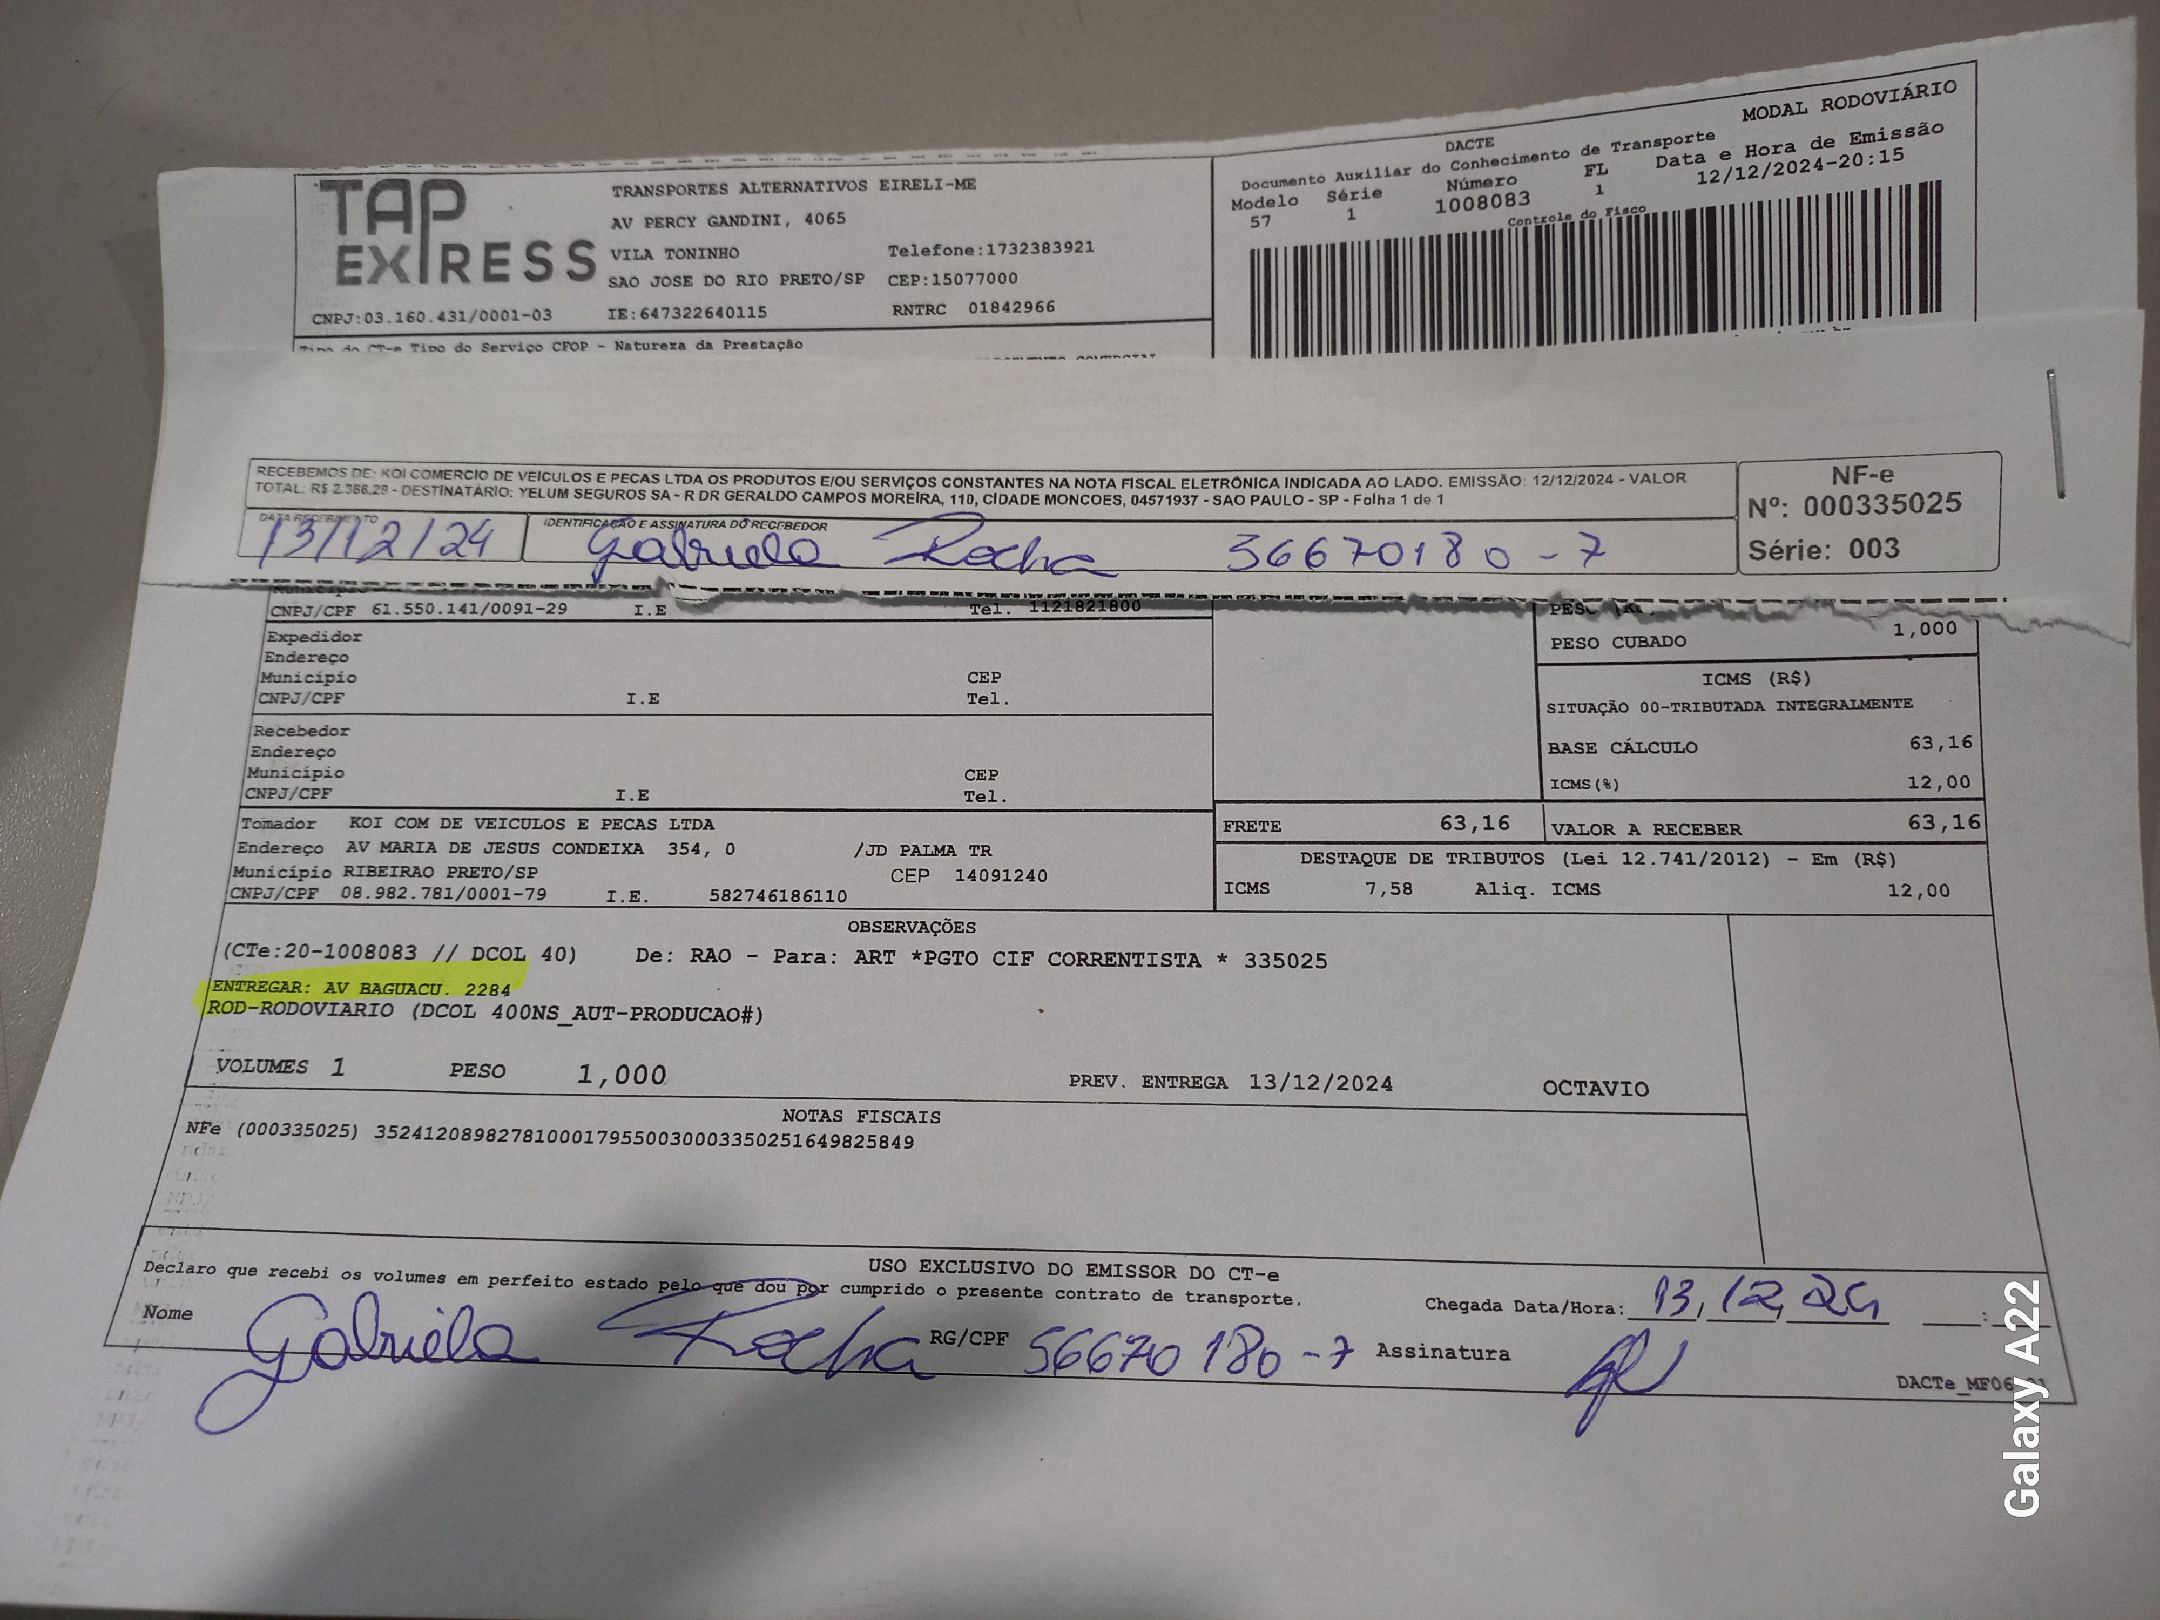 TAP EXPRESS
TRANSPORTES ALTERNATIVOS EIRELI-ME
AV PERCY GANDINI, 4065
VILA TONINHO Telefone:1732383921
SAO JOSE DO RIO PRETO/SP CEP:15077000
CNPJ:03.160.431/0001-03 IE:647322640115 RNTRC 01842966
Tipo do CT-e Tipo do Serviço CFOP - Natureza da Prestação
MODAL RODOVIÁRIO
DACTE
Documento Auxiliar do Conhecimento de Transporte
Modelo Série Número FL Data e Hora de Emissão
57 1 1008083 1 12/12/2024-20:15
Controle do Fisco
RECEBEMOS DE: KOI COMERCIO DE VEICULOS E PECAS LTDA OS PRODUTOS E/OU SERVIÇOS CONSTANTES NA NOTA FISCAL ELETRÔNICA INDICADA AO LADO. EMISSÃO: 12/12/2024 - VALOR
TOTAL: R$ 2.388,29 - DESTINATÁRIO: YELUM SEGUROS SA - R DR GERALDO CAMPOS MOREIRA, 110, CIDADE MONCOES, 04571937 - SAO PAULO - SP - Folha 1 de 1
DATA RECEBIMENTO IDENTIFICAÇÃO E ASSINATURA DO RECEBEDOR
13/12/24 Gabriela Rocha 56670180-7
NF-e
Nº: 000335025
Série: 003
CNPJ/CPF 61.550.141/0091-29 I.E Tel. 1121821800
Expedidor
Endereço
Município CEP
CNPJ/CPF I.E Tel.
Recebedor
Endereço
Município CEP
CNPJ/CPF I.E Tel.
PESO
PESO CUBADO 1,000
ICMS (R$)
SITUAÇÃO 00-TRIBUTADA INTEGRALMENTE
BASE CÁLCULO 63,16
ICMS(%) 12,00
Tomador KOI COM DE VEICULOS E PECAS LTDA
Endereço AV MARIA DE JESUS CONDEIXA 354, 0 /JD PALMA TR
Município RIBEIRAO PRETO/SP CEP 14091240
CNPJ/CPF 08.982.781/0001-79 I.E. 582746186110
FRETE 63,16 VALOR A RECEBER 63,16
DESTAQUE DE TRIBUTOS (Lei 12.741/2012) - Em (R$)
ICMS 7,58 Aliq. ICMS 12,00
OBSERVAÇÕES
(CTe:20-1008083 // DCOL 40) De: RAO - Para: ART *PGTO CIF CORRENTISTA * 335025
ENTREGAR: AV BAGUACU. 2284
ROD-RODOVIARIO (DCOL 400NS_AUT-PRODUCAO#)
VOLUMES 1 PESO 1,000 PREV. ENTREGA 13/12/2024 OCTAVIO
NOTAS FISCAIS
NFe (000335025) 35241208982781000179550030003350251649825849
USO EXCLUSIVO DO EMISSOR DO CT-e
Declaro que recebi os volumes em perfeito estado pelo que dou por cumprido o presente contrato de transporte.
Chegada Data/Hora: 13,12,24 :
Nome Gabriela Rocha RG/CPF 56670180-7 Assinatura
Galaxy A22